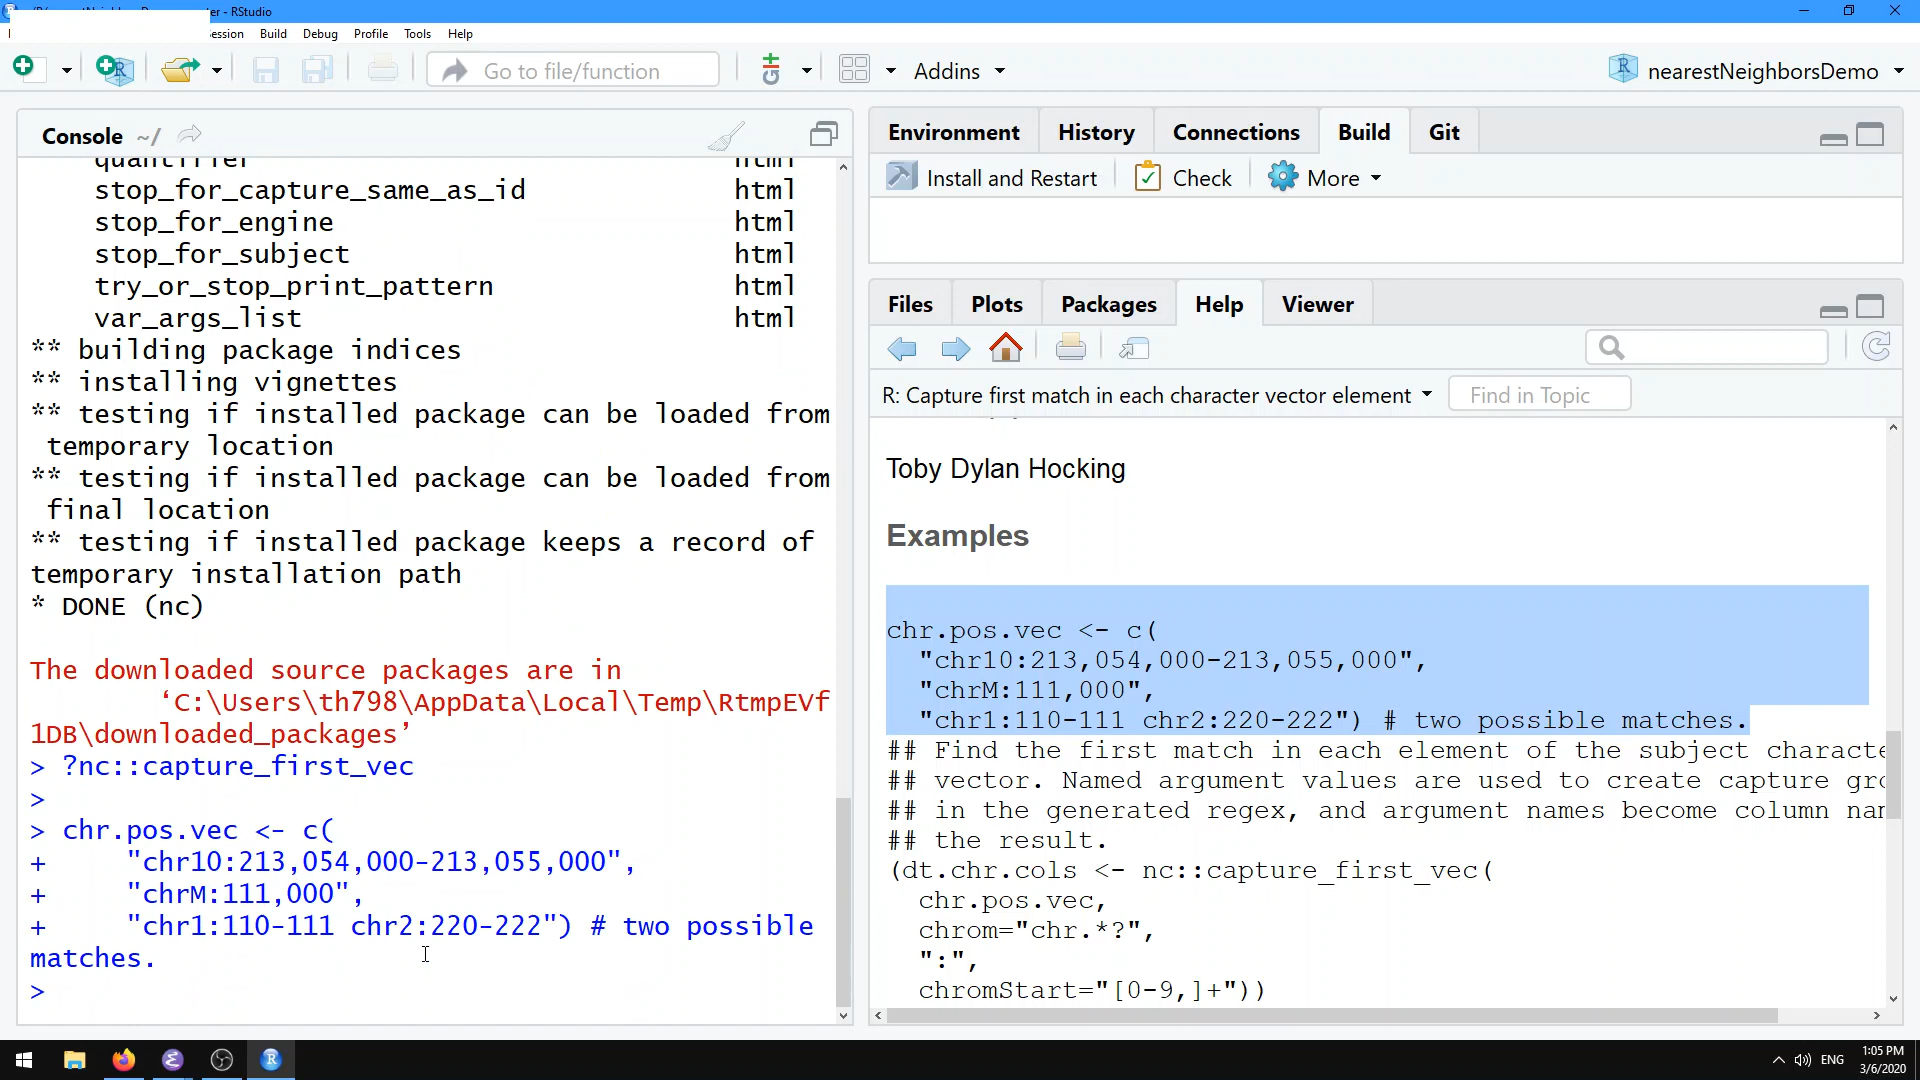 - RStudio
Build Debug Profile Tools Help
Go to file/function
Addins
nearestNeighborsDemo
Console ~/
quantifier html
stop_for_capture_same_as_id html
stop_for_engine html
stop_for_subject html
try_or_stop_print_pattern html
var_args_list html
** building package indices
** installing vignettes
** testing if installed package can be loaded from
temporary location
** testing if installed package can be loaded from
final location
** testing if installed package keeps a record of
temporary installation path
* DONE (nc)
The downloaded source packages are in
‘C:\Users\th798\AppData\Local\Temp\RtmpEVf
1DB\downloaded_packages’
> ?nc::capture_first_vec
>
> chr.pos.vec <- c(
+ "chr10:213,054,000-213,055,000",
+ "chrM:111,000",
+ "chr1:110-111 chr2:220-222") # two possible
matches.
>
Environment History Connections Build Git
Install and Restart Check More
Files Plots Packages Help Viewer
R: Capture first match in each character vector element Find in Topic
Toby Dylan Hocking
Examples
chr.pos.vec <- c(
"chr10:213,054,000-213,055,000",
"chrM:111,000",
"chr1:110-111 chr2:220-222") # two possible matches.
## Find the first match in each element of the subject characte
## vector. Named argument values are used to create capture gro
## in the generated regex, and argument names become column nam
## the result.
(dt.chr.cols <- nc::capture_first_vec(
chr.pos.vec,
chrom="chr.*?",
":",
chromStart="[0-9,]+"))
ENG
1:05 PM
3/6/2020